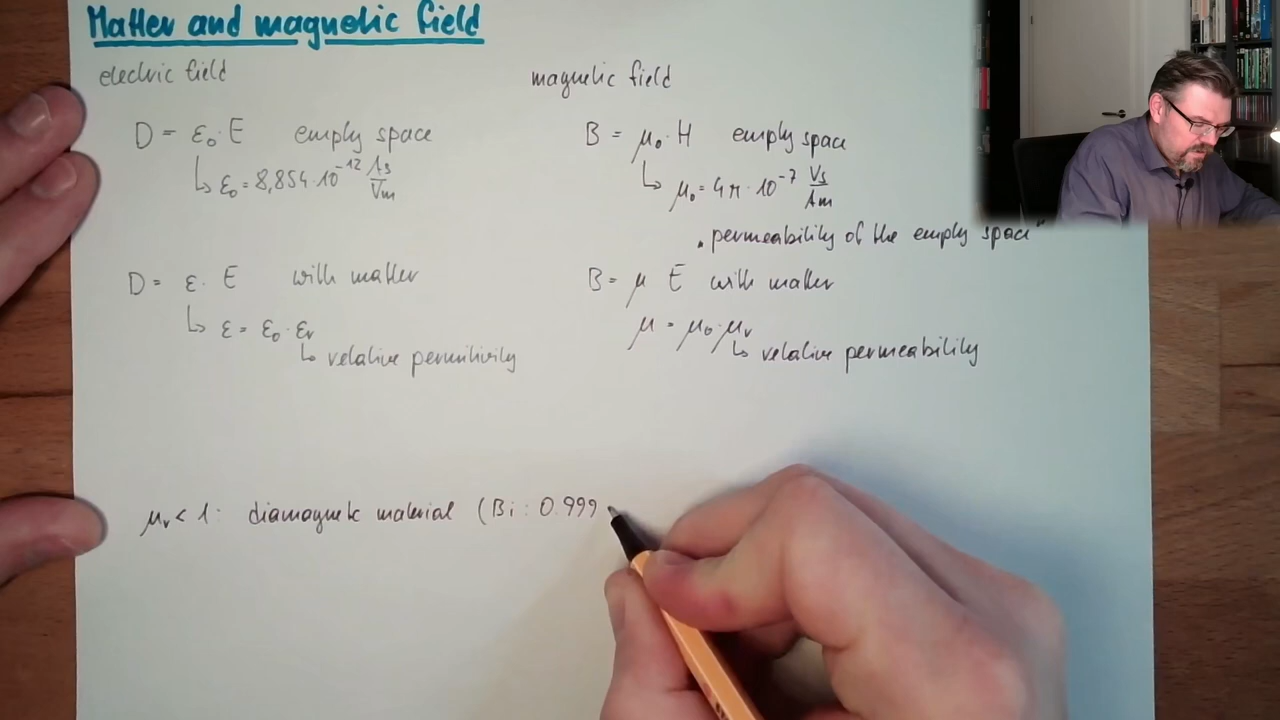 Matter and magnetic field
electric field
D = ε₀ · E empty space
↳ ε₀ = 8,854 · 10⁻¹² As/Vm
D = ε · E with matter
↳ ε = ε₀ · εr
↳ relative permitivity
magnetic field
B = μ₀ · H empty space
↳ μ₀ = 4π · 10⁻⁷ Vs/Am
„permeability of the empty space"
B = μ E with matter
μ = μ₀ · μr
↳ relative permeability
μr < 1: diamagnetic material (Bi: 0.999